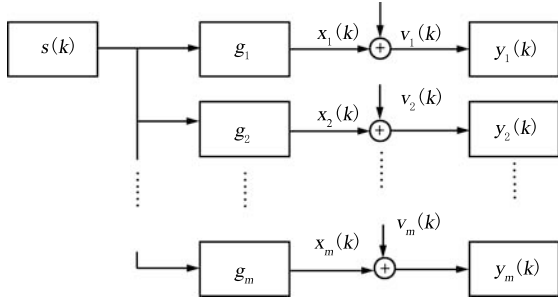 s(k) g₁ x₁(k) + v₁(k) y₁(k)
g₂ x₂(k) + v₂(k) y₂(k)
gₘ xₘ(k) + vₘ(k) yₘ(k)